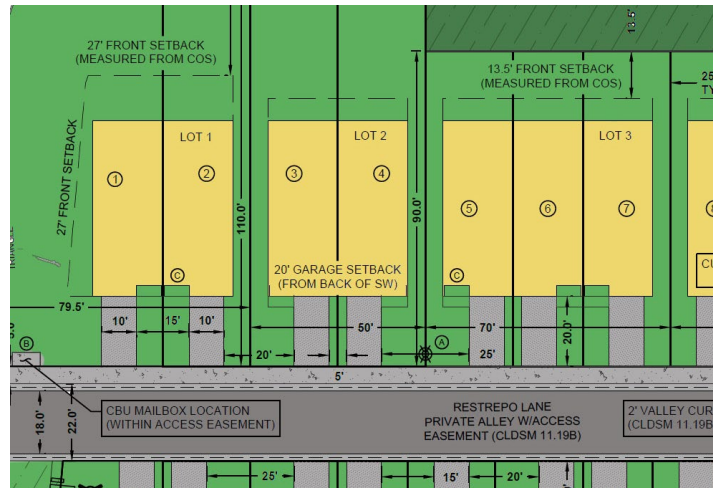 27' FRONT SETBACK
(MEASURED FROM COS)
13.5' FRONT SETBACK
(MEASURED FROM COS)
25'
LOT 1
LOT 2
LOT 3
27' FRONT SETBACK
1
2
3
4
5
6
7
110.0'
90.0'
C
20' GARAGE SETBACK
(FROM BACK OF SW)
C
79.5'
10'
15'
10'
50'
70'
20.0'
B
20'
A
25'
5'
CBU MAILBOX LOCATION
(WITHIN ACCESS EASEMENT)
18.0'
22.0'
RESTREPO LANE
PRIVATE ALLEY W/ACCESS
EASEMENT (CLDSM 11.19B)
2' VALLEY CUR
(CLDSM 11.19B
25'
15'
20'